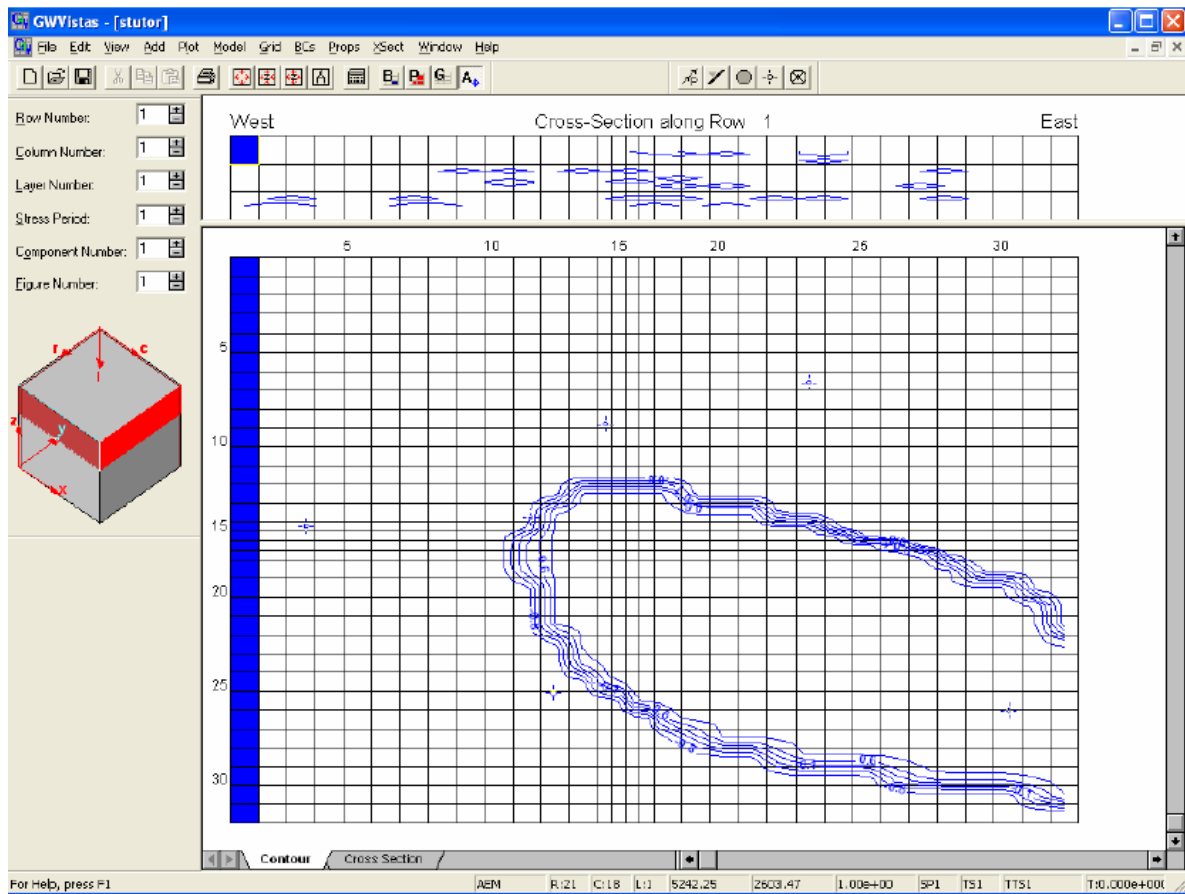 GWVistas - [stutor]
File Edit View Add Plot Model Grid BCs Props XSect Window Help
Row Number: 1
Column Number: 1
Layer Number: 1
Stress Period: 1
Component Number: 1
Figure Number: 1
r c
l
z y
x
West Cross-Section along Row 1 East
5 10 15 20 25 30
5
10
15
20
25
30
Contour Cross Section
For Help, press F1 AEM R:21 C:18 L:1 5242.25 2603.47 1.00e+00 SP1 TS1 TTS1 T:0.000e+000